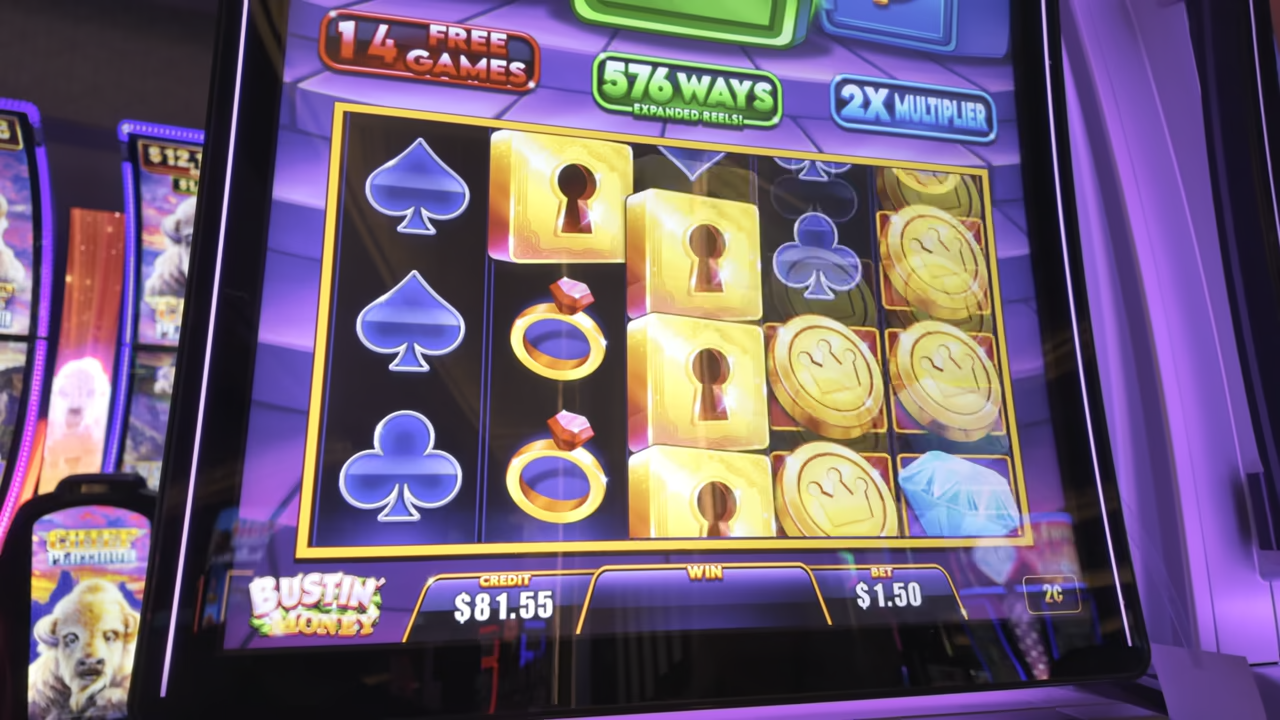 14 FREE GAMES
576 WAYS
EXPANDED REELS!
2X MULTIPLIER
BUSTIN'
MONEY
CREDIT
$81.55
WIN
BET
$1.50
2¢
CHIEF